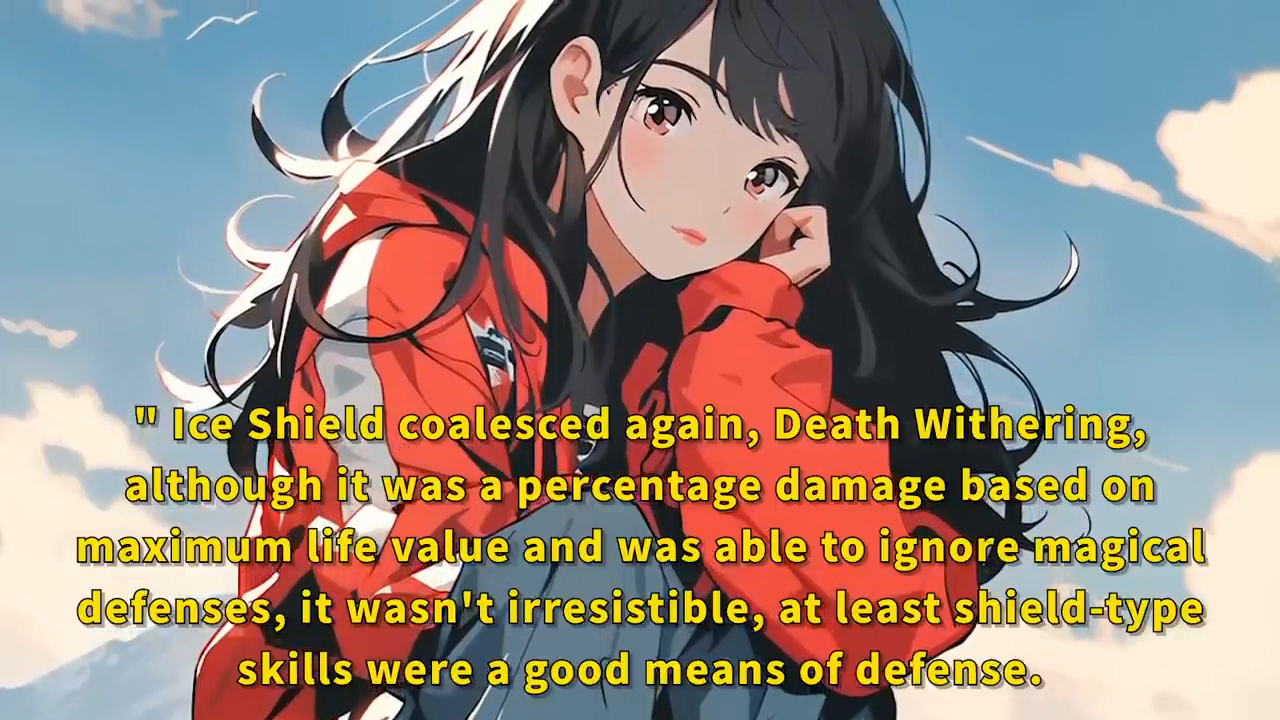 " Ice Shield coalesced again, Death Withering,
although it was a percentage damage based on
maximum life value and was able to ignore magical
defenses, it wasn't irresistible, at least shield-type
skills were a good means of defense.